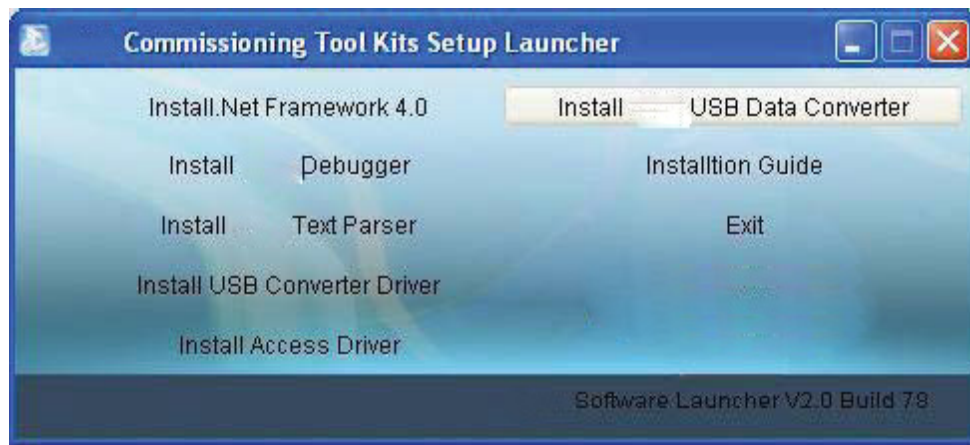 Commissioning Tool Kits Setup Launcher
Install.Net Framework 4.0
Install USB Data Converter
Install Debugger
Installtion Guide
Install Text Parser
Exit
Install USB Converter Driver
Install Access Driver
Software Launcher V2.0 Build 78